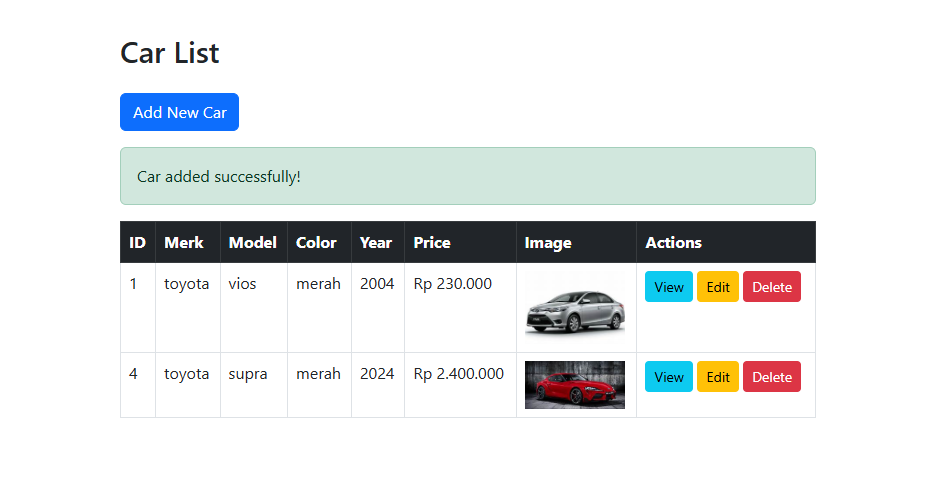 Car List
Add New Car
Car added successfully!
ID Merk Model Color Year Price Image Actions
1 toyota vios merah 2004 Rp 230.000 View Edit Delete
4 toyota supra merah 2024 Rp 2.400.000 View Edit Delete